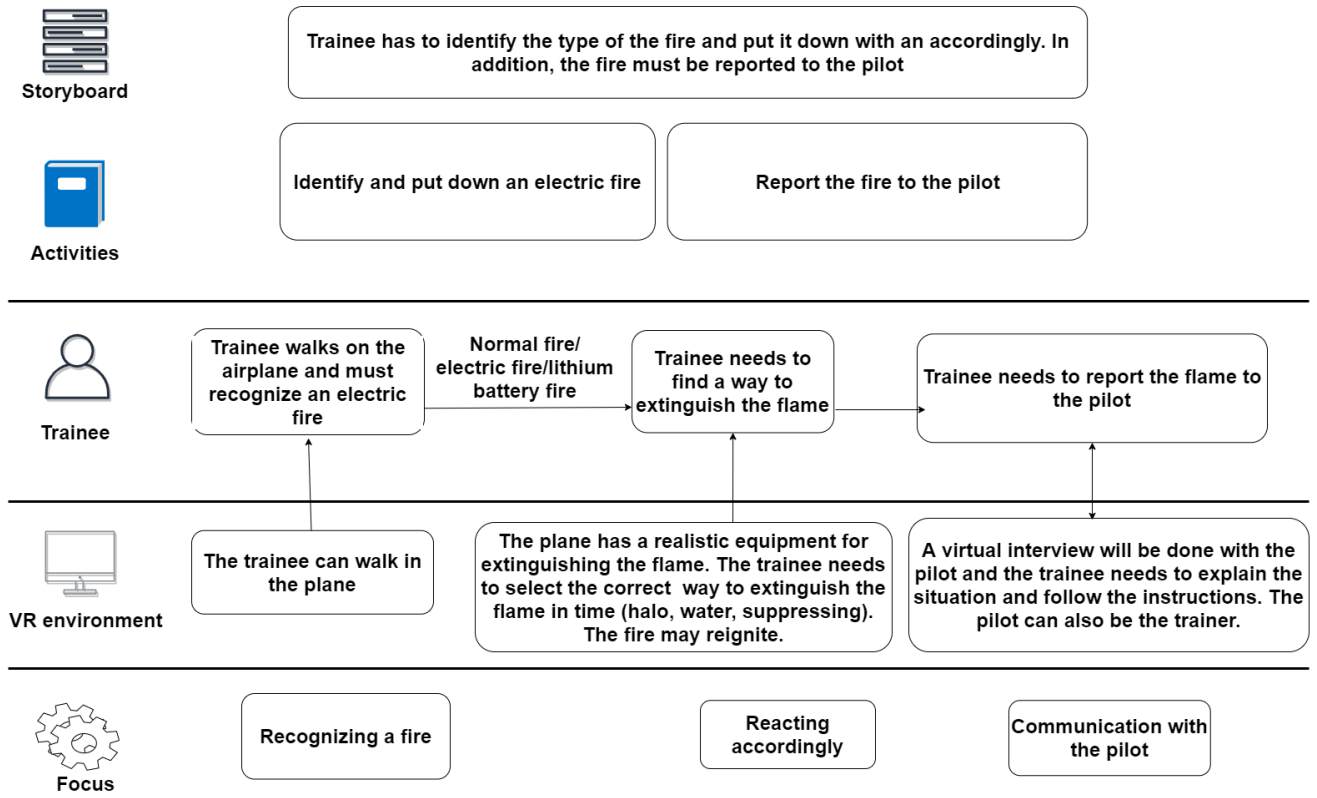 Storyboard
Trainee has to identify the type of the fire and put it down with an accordingly. In
addition, the fire must be reported to the pilot
Activities
Identify and put down an electric fire
Report the fire to the pilot
Trainee
Trainee walks on the
airplane and must
recognize an electric
fire
Normal fire/
electric fire/lithium
battery fire
Trainee needs to
find a way to
extinguish the flame
Trainee needs to report the flame to
the pilot
VR environment
The trainee can walk in
the plane
The plane has a realistic equipment for
extinguishing the flame. The trainee needs
to select the correct way to extinguish the
flame in time (halo, water, suppressing).
The fire may reignite.
A virtual interview will be done with the
pilot and the trainee needs to explain the
situation and follow the instructions. The
pilot can also be the trainer.
Focus
Recognizing a fire
Reacting
accordingly
Communication with
the pilot